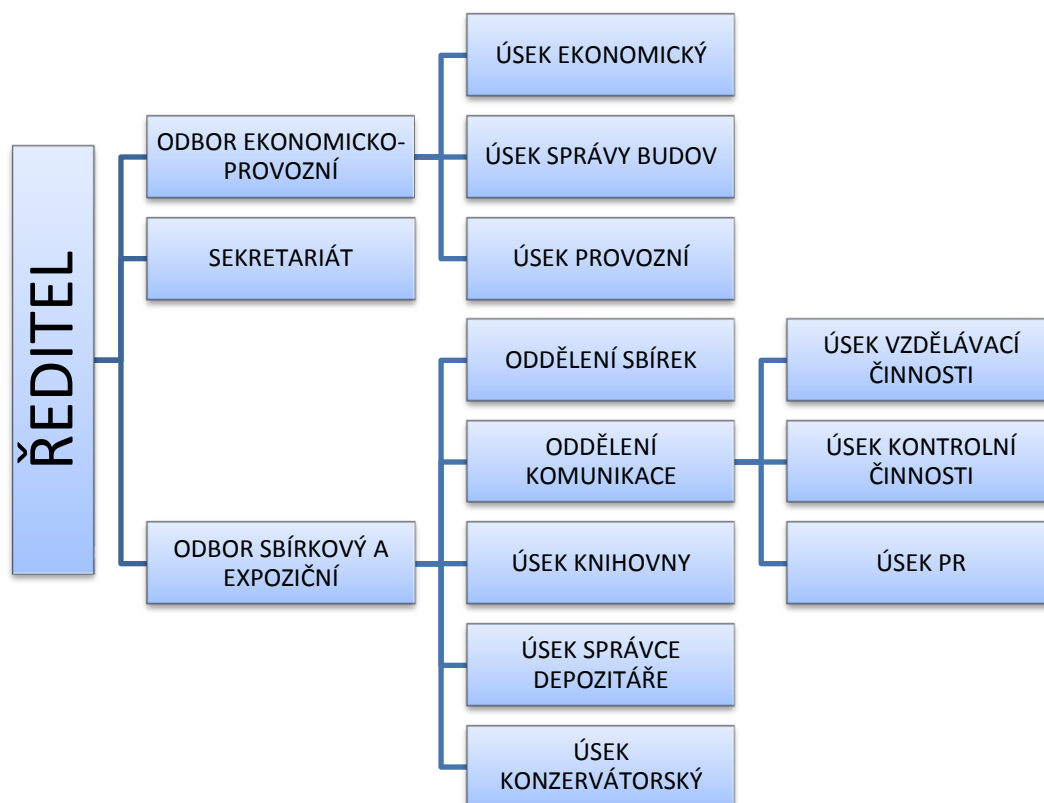 ŘEDITEL
ODBOR EKONOMICKO-
PROVOZNÍ
SEKRETARIÁT
ODBOR SBÍRKOVÝ A
EXPOZIČNÍ
ÚSEK EKONOMICKÝ
ÚSEK SPRÁVY BUDOV
ÚSEK PROVOZNÍ
ODDĚLENÍ SBÍREK
ODDĚLENÍ
KOMUNIKACE
ÚSEK KNIHOVNY
ÚSEK SPRÁVCE
DEPOZITÁŘE
ÚSEK
KONZERVÁTORSKÝ
ÚSEK VZDĚLÁVACÍ
ČINNOSTI
ÚSEK KONTROLNÍ
ČINNOSTI
ÚSEK PR